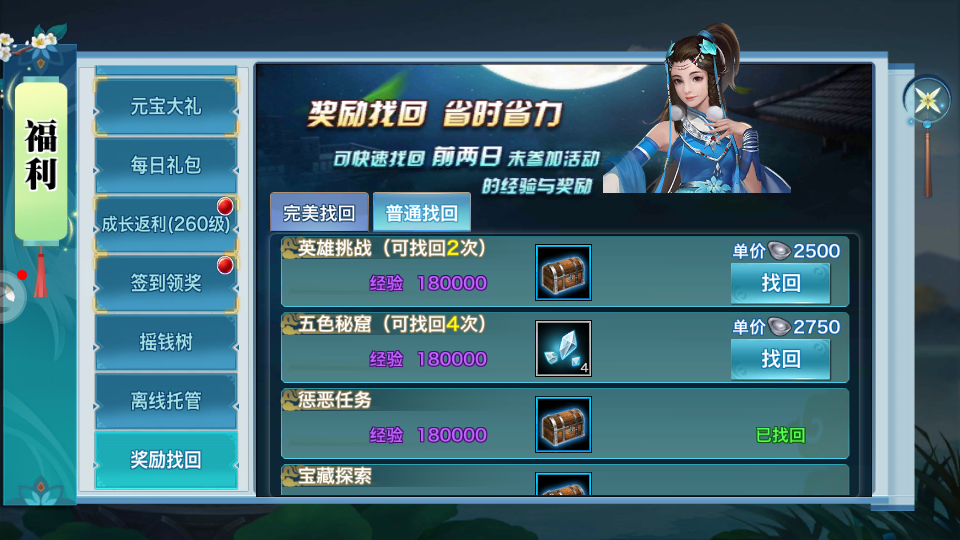 福利
元宝大礼
每日礼包
成长返利(260级)
签到领奖
摇钱树
离线托管
奖励找回
奖励找回 省时省力
可快速找回 前两日 未参加活动
的经验与奖励
完美找回 普通找回
英雄挑战（可找回2次）
经验 180000
单价 2500
找回
五色秘窟（可找回4次）
经验 180000
4
单价 2750
找回
惩恶任务
经验 180000
已找回
宝藏探索